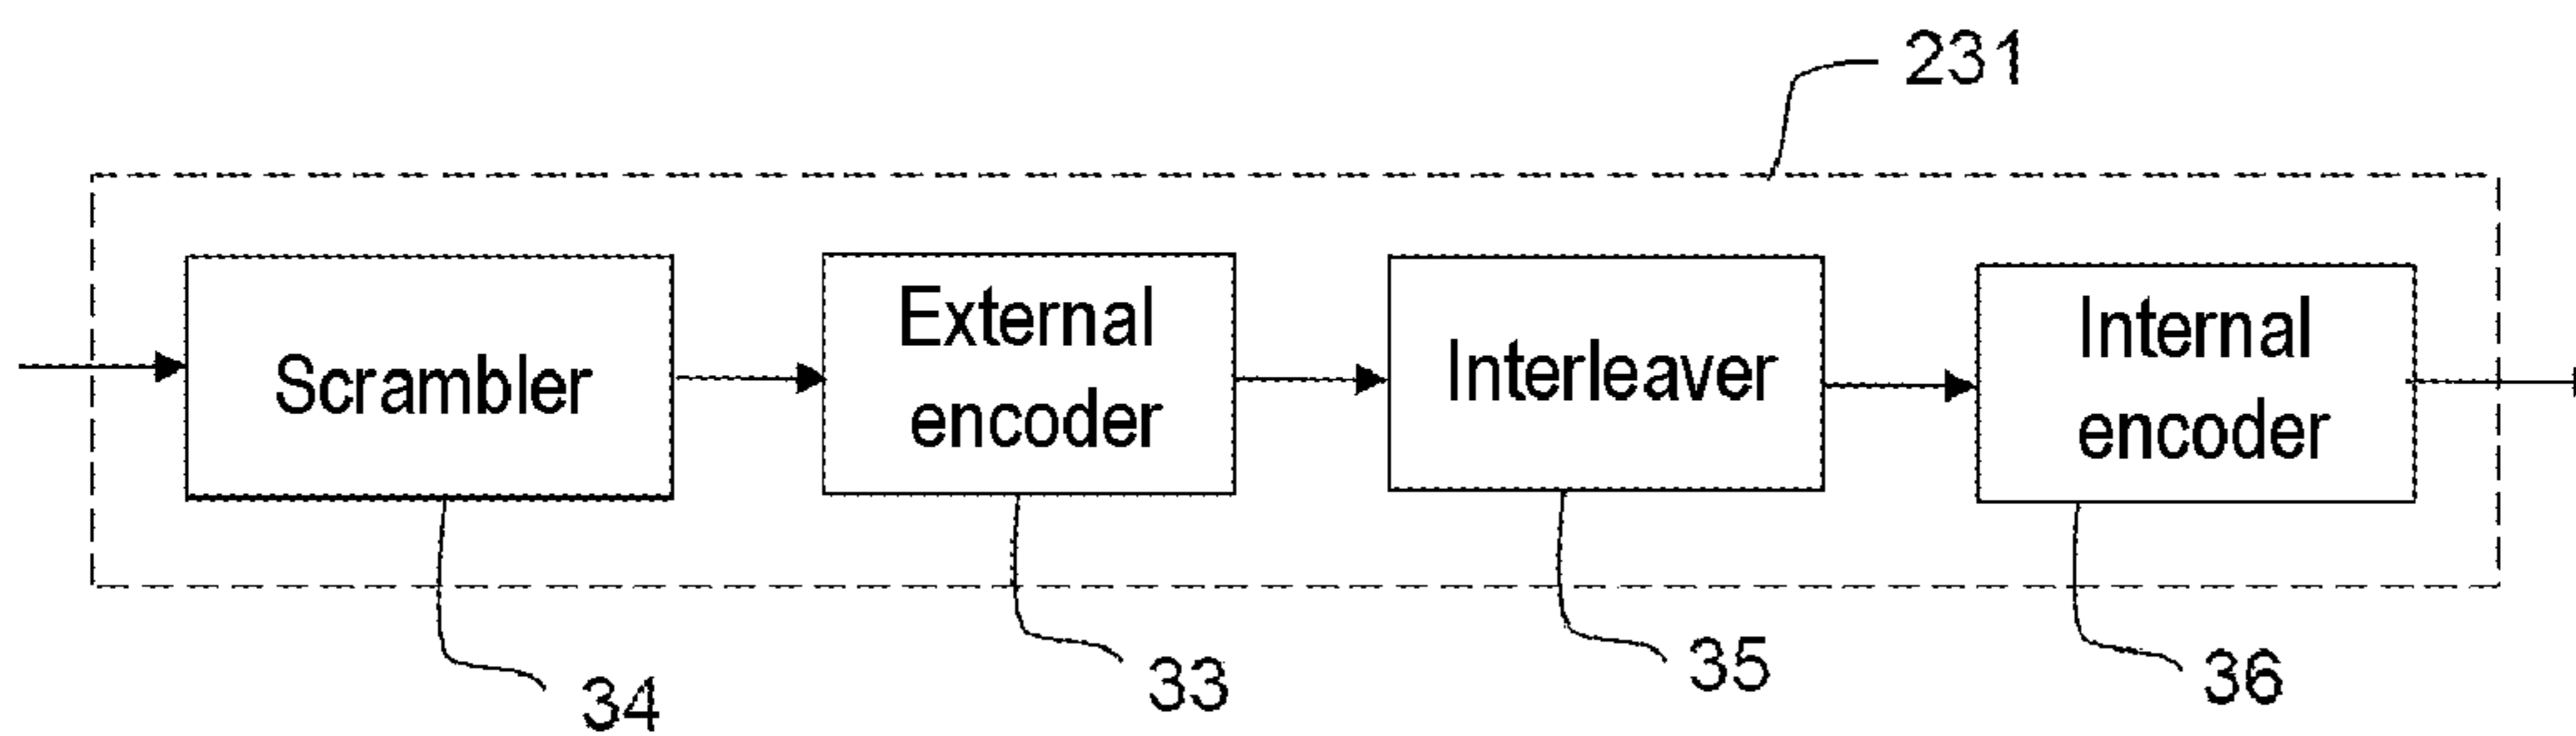 231
Scrambler
External
encoder
Interleaver
Internal
encoder
34
33
35
36